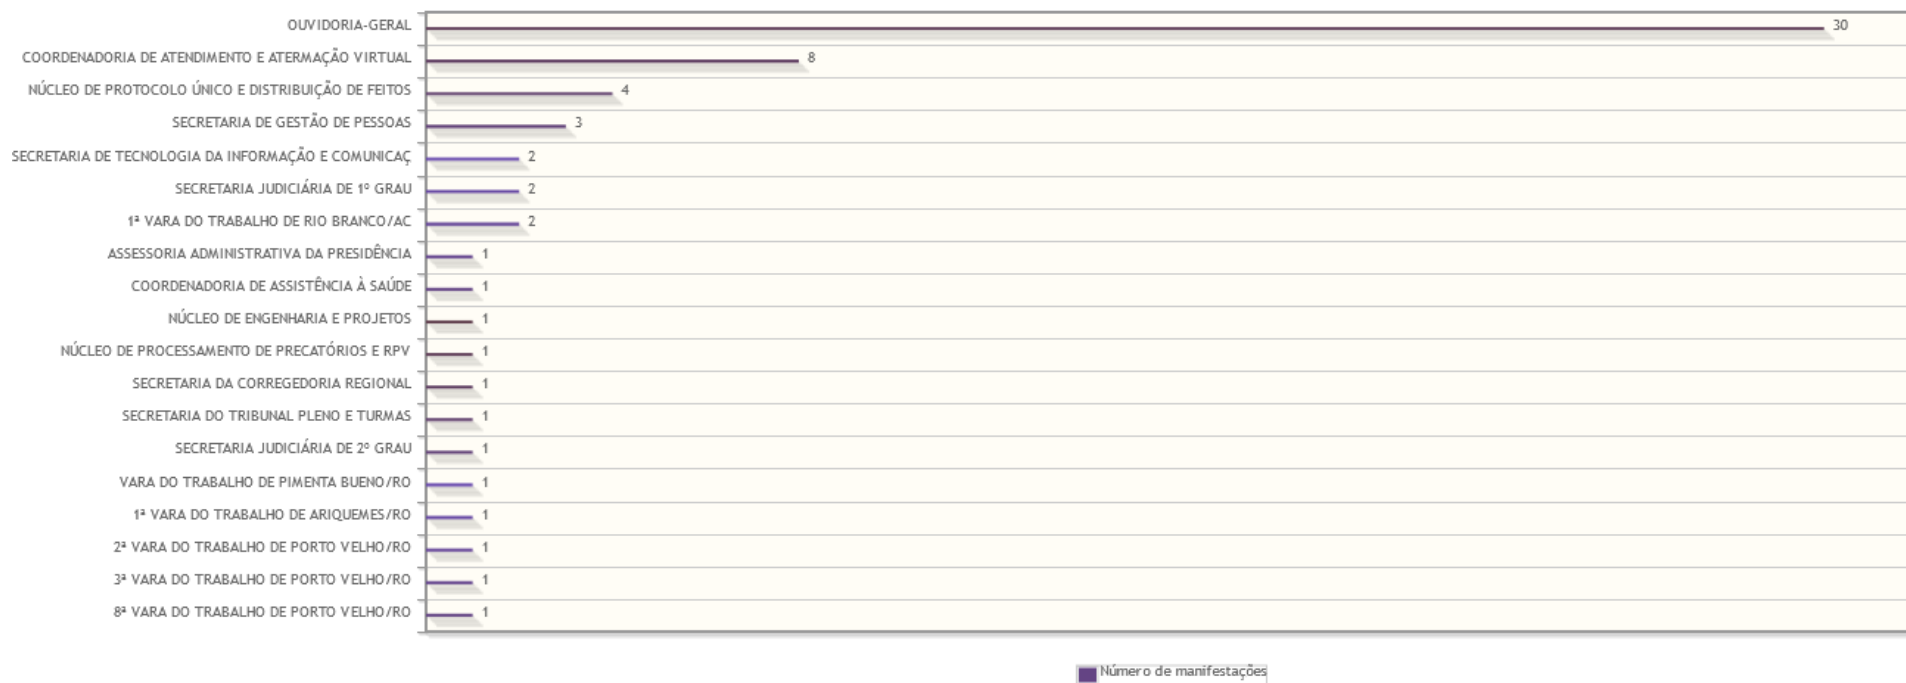 OUVIDORIA-GERAL 30
COORDENADORIA DE ATENDIMENTO E ATERMAÇÃO VIRTUAL 8
NÚCLEO DE PROTOCOLO ÚNICO E DISTRIBUIÇÃO DE FEITOS 4
SECRETARIA DE GESTÃO DE PESSOAS 3
SECRETARIA DE TECNOLOGIA DA INFORMAÇÃO E COMUNICAÇ 2
SECRETARIA JUDICIÁRIA DE 1º GRAU 2
1ª VARA DO TRABALHO DE RIO BRANCO/AC 2
ASSESSORIA ADMINISTRATIVA DA PRESIDÊNCIA 1
COORDENADORIA DE ASSISTÊNCIA À SAÚDE 1
NÚCLEO DE ENGENHARIA E PROJETOS 1
NÚCLEO DE PROCESSAMENTO DE PRECATÓRIOS E RPV 1
SECRETARIA DA CORREGEDORIA REGIONAL 1
SECRETARIA DO TRIBUNAL PLENO E TURMAS 1
SECRETARIA JUDICIÁRIA DE 2º GRAU 1
VARA DO TRABALHO DE PIMENTA BUENO/RO 1
1ª VARA DO TRABALHO DE ARIQUEMES/RO 1
2ª VARA DO TRABALHO DE PORTO VELHO/RO 1
3ª VARA DO TRABALHO DE PORTO VELHO/RO 1
8ª VARA DO TRABALHO DE PORTO VELHO/RO 1
Número de manifestações